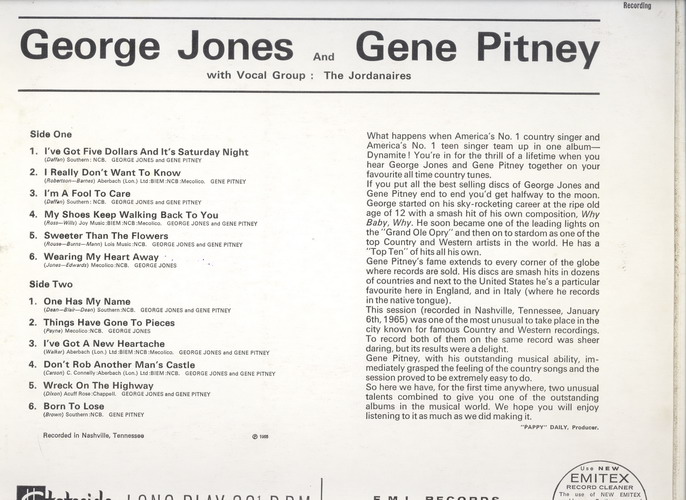 Recording
George Jones And Gene Pitney
with Vocal Group : The Jordanaires
Side One
1. I've Got Five Dollars And It's Saturday Night
(Daffan) Southern:NCB. GEORGE JONES and GENE PITNEY
2. I Really Don't Want To Know
(Robertson—Barnes) Aberbach (Lon.) Ltd:BIEM:NCB:Mecolico. GENE PITNEY
3. I'm A Fool To Care
(Daffan) Southern:NCB. GEORGE JONES and GENE PITNEY
4. My Shoes Keep Walking Back To You
(Ross—Wills) Joy Music:BIEM:NCB:Mecolico. GEORGE JONES and GENE PITNEY
5. Sweeter Than The Flowers
(Rouse—Burns—Mann) Lois Music:NCB. GEORGE JONES and GENE PITNEY
6. Wearing My Heart Away
(Jones—Edwards) Mecolico:NCB. GEORGE JONES
Side Two
1. One Has My Name
(Dean—Blair—Dean) Southern:NCB. GEORGE JONES and GENE PITNEY
2. Things Have Gone To Pieces
(Payne) Mecolico:NCB. GEORGE JONES
3. I've Got A New Heartache
(Walker) Aberbach (Lon.) Ltd:BIEM:NCB:Mecolico. GEORGE JONES and GENE PITNEY
4. Don't Rob Another Man's Castle
(Carson) C. Connelly:Aberbach (Lon.) Ltd:BIEM:NCB. GEORGE JONES and GENE PITNEY
5. Wreck On The Highway
(Dixon) Acuff Rose:Chappell. GEORGE JONES and GENE PITNEY
6. Born To Lose
(Brown) Southern:NCB. GENE PITNEY
Recorded in Nashville, Tennessee ℗ 1965
What happens when America's No. 1 country singer and
America's No. 1 teen singer team up in one album—
Dynamite! You're in for the thrill of a lifetime when you
hear George Jones and Gene Pitney together on your
favourite all time country tunes.
If you put all the best selling discs of George Jones and
Gene Pitney end to end you'd get halfway to the moon.
George started on his sky-rocketing career at the ripe old
age of 12 with a smash hit of his own composition, Why
Baby, Why. He soon became one of the leading lights on
the "Grand Ole Opry" and then on to stardom as one of the
top Country and Western artists in the world. He has a
"Top Ten" of hits all his own.
Gene Pitney's fame extends to every corner of the globe
where records are sold. His discs are smash hits in dozens
of countries and next to the United States he's a particular
favourite here in England, and in Italy (where he records
in the native tongue).
This session (recorded in Nashville, Tennessee, January
6th, 1965) was one of the most unusual to take place in the
city known for famous Country and Western recordings.
To record both of them on the same record was sheer
daring, but its results were a delight.
Gene Pitney, with his outstanding musical ability, im-
mediately grasped the feeling of the country songs and the
session proved to be extremely easy to do.
So here we have, for the first time anywhere, two unusual
talents combined to give you one of the outstanding
albums in the musical world. We hope you will enjoy
listening to it as much as we did making it.
"PAPPY" DAILY, Producer.
Stateside LONG PLAY 33⅓ R.P.M.
E.M.I. RECORDS
Use NEW
EMITEX
RECORD CLEANER
The use of NEW EMITEX